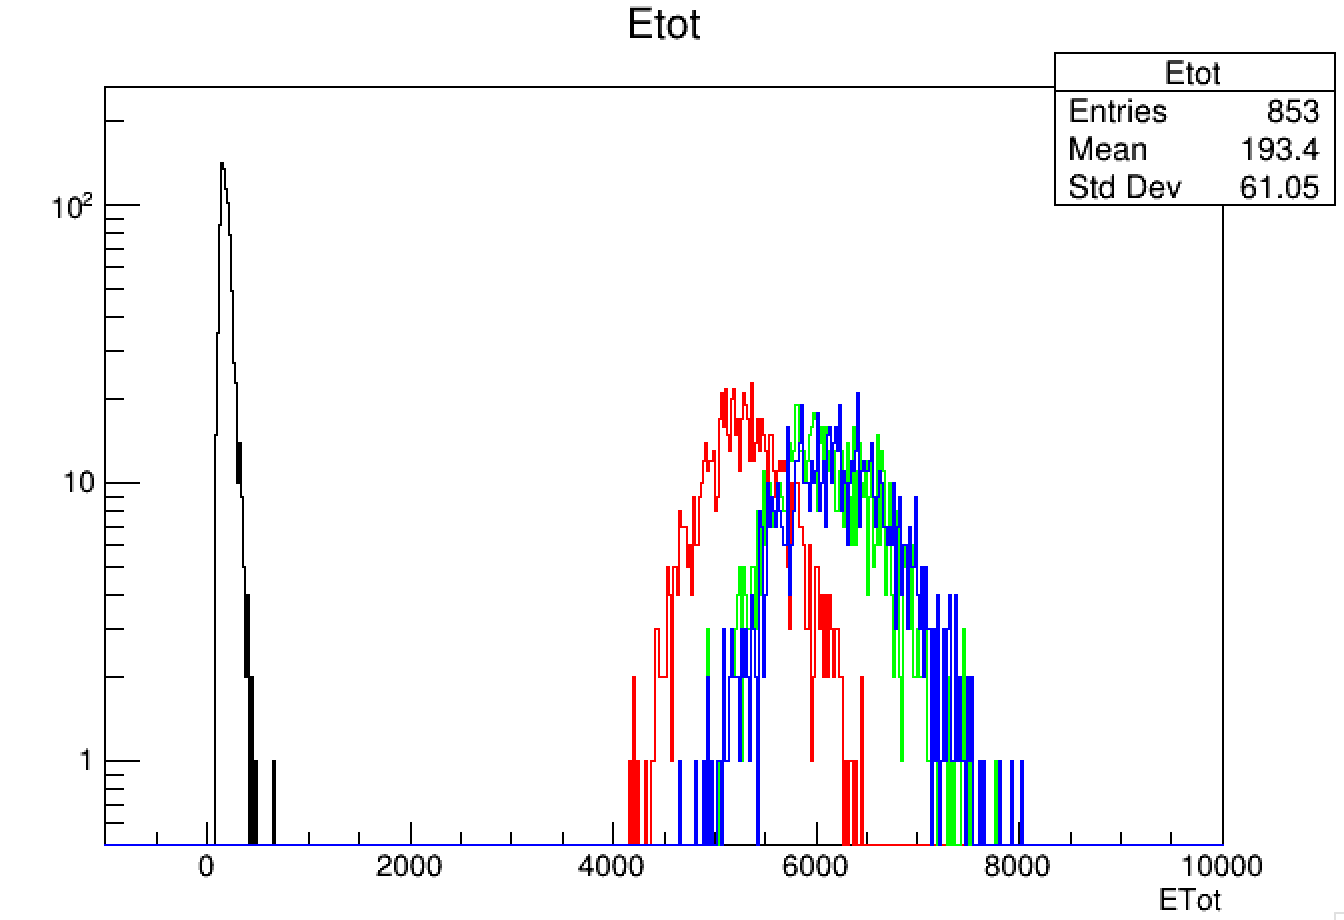 Etot
Etot
Entries 853
Mean 193.4
Std Dev 61.05
10²
10
1
0 2000 4000 6000 8000 10000
ETot